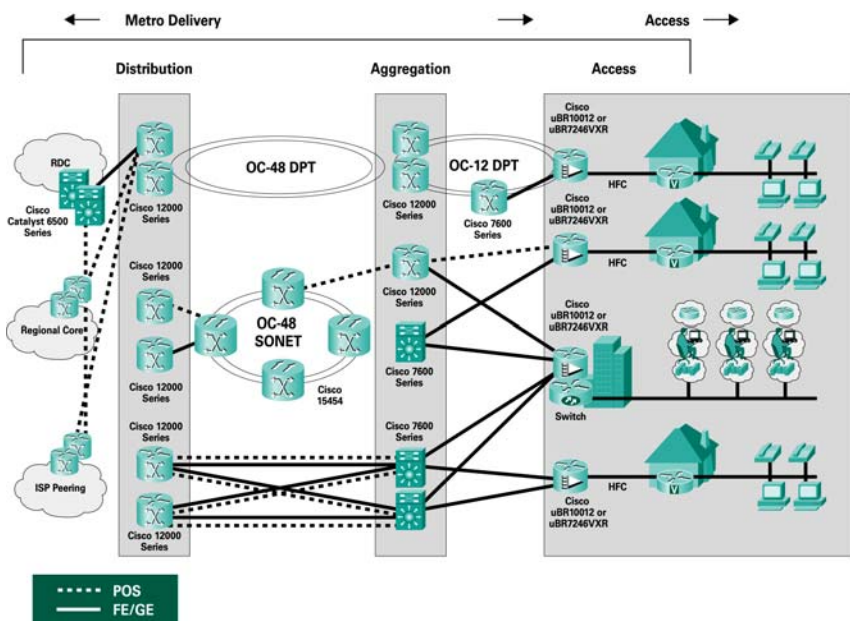 Metro Delivery
Access
Distribution
Aggregation
Access
RDC
Cisco
Catalyst 6500
Series
Regional Core
ISP Peering
Cisco 12000
Series
OC-48 DPT
Cisco 12000
Series
OC-12 DPT
Cisco 7600
Series
Cisco
uBR10012 or
uBR7246VXR
HFC
V
Cisco 12000
Series
OC-48
SONET
Cisco
15454
Cisco 12000
Series
Cisco 12000
Series
Cisco 7600
Series
Cisco
uBR10012 or
uBR7246VXR
HFC
V
Cisco
uBR10012 or
uBR7246VXR
Switch
Cisco 12000
Series
Cisco 12000
Series
Cisco 7600
Series
Cisco
uBR10012 or
uBR7246VXR
HFC
V
POS
FE/GE